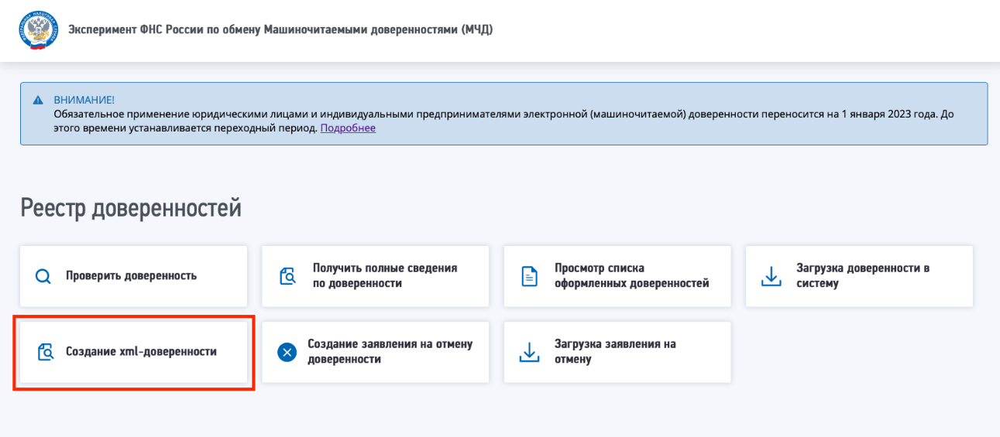 Эксперимент ФНС России по обмену Машиночитаемыми доверенностями (МЧД)
ВНИМАНИЕ!
Обязательное применение юридическими лицами и индивидуальными предпринимателями электронной (машиночитаемой) доверенности переносится на 1 января 2023 года. До
этого времени устанавливается переходный период. Подробнее
Реестр доверенностей
Проверить доверенность
Получить полные сведения
по доверенности
Просмотр списка
оформленных доверенностей
Загрузка доверенности в
систему
Создание xml-доверенности
Создание заявления на отмену
доверенности
Загрузка заявления на
отмену